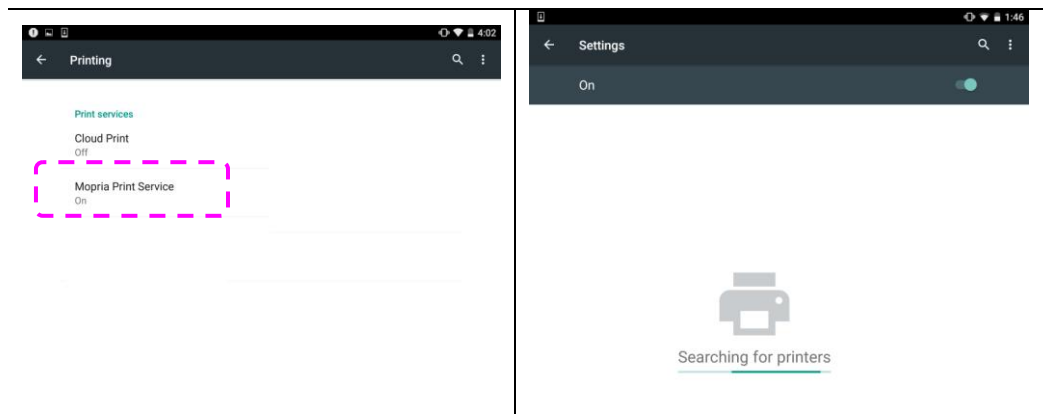 4:02
Printing
Print services
Cloud Print
Off
Mopria Print Service
On
1:46
Settings
On
Searching for printers